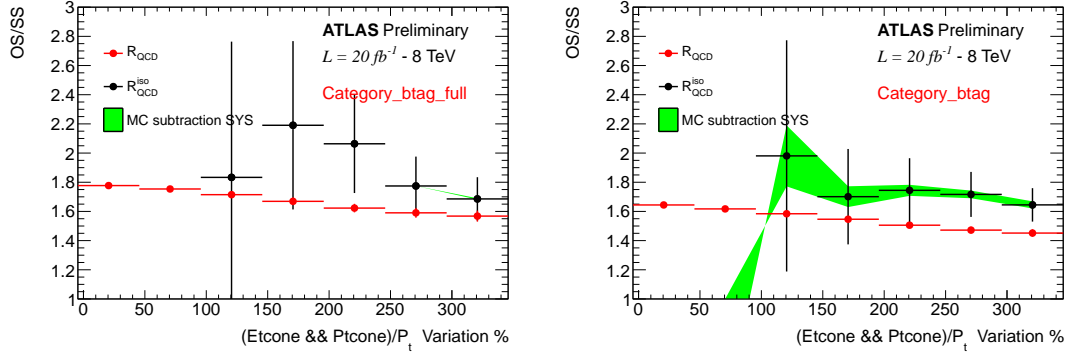 OS/SS
3
2.8
2.6
2.4
2.2
2
1.8
1.6
1.4
1.2
1
ATLAS Preliminary
L = 20 fb⁻¹ - 8 TeV
Category_btag_full
R_QCD
R_QCD^iso
MC subtraction SYS
0 50 100 150 200 250 300
(Etcone && Ptcone)/P_t Variation %
OS/SS
3
2.8
2.6
2.4
2.2
2
1.8
1.6
1.4
1.2
1
ATLAS Preliminary
L = 20 fb⁻¹ - 8 TeV
Category_btag
R_QCD
R_QCD^iso
MC subtraction SYS
0 50 100 150 200 250 300
(Etcone && Ptcone)/P_t Variation %